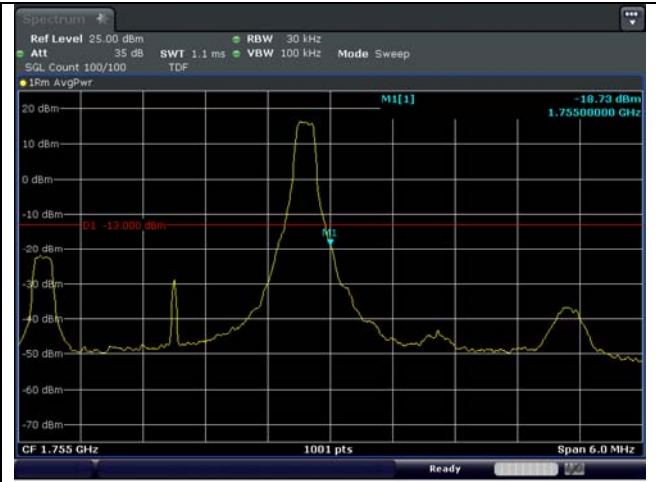 Spectrum
Ref Level 25.00 dBm RBW 30 kHz
Att 35 dB SWT 1.1 ms VBW 100 kHz Mode Sweep
SGL Count 100/100 TDF
1Rm AvgPwr
M1[1] -18.73 dBm
1.75500000 GHz
20 dBm
10 dBm
0 dBm
-10 dBm
D1 -13.000 dBm
M1
-20 dBm
-30 dBm
-40 dBm
-50 dBm
-60 dBm
-70 dBm
CF 1.755 GHz 1001 pts Span 6.0 MHz
Ready